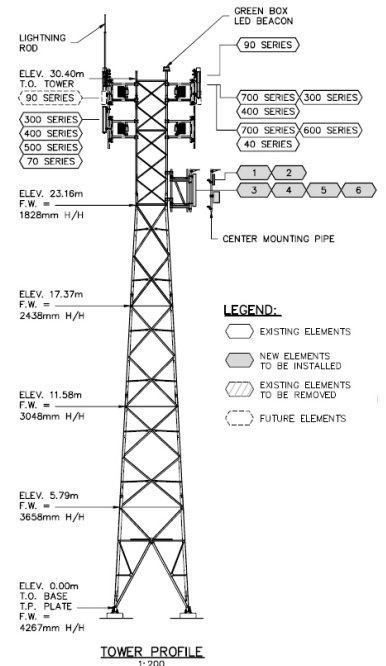 GREEN BOX
LED BEACON
LIGHTNING
ROD
90 SERIES
ELEV. 30.40m
T.O. TOWER
90 SERIES
700 SERIES 300 SERIES
400 SERIES
300 SERIES
400 SERIES
500 SERIES
70 SERIES
700 SERIES 600 SERIES
40 SERIES
1 2
3 4 5 6
ELEV. 23.16m
F.W. =
1828mm H/H
CENTER MOUNTING PIPE
ELEV. 17.37m
F.W. =
2438mm H/H
LEGEND:
EXISTING ELEMENTS
NEW ELEMENTS
TO BE INSTALLED
EXISTING ELEMENTS
TO BE REMOVED
FUTURE ELEMENTS
ELEV. 11.58m
F.W. =
3048mm H/H
ELEV. 5.79m
F.W. =
3658mm H/H
ELEV. 0.00m
T.O. BASE
T.P. PLATE
F.W. =
4267mm H/H
TOWER PROFILE
1:200